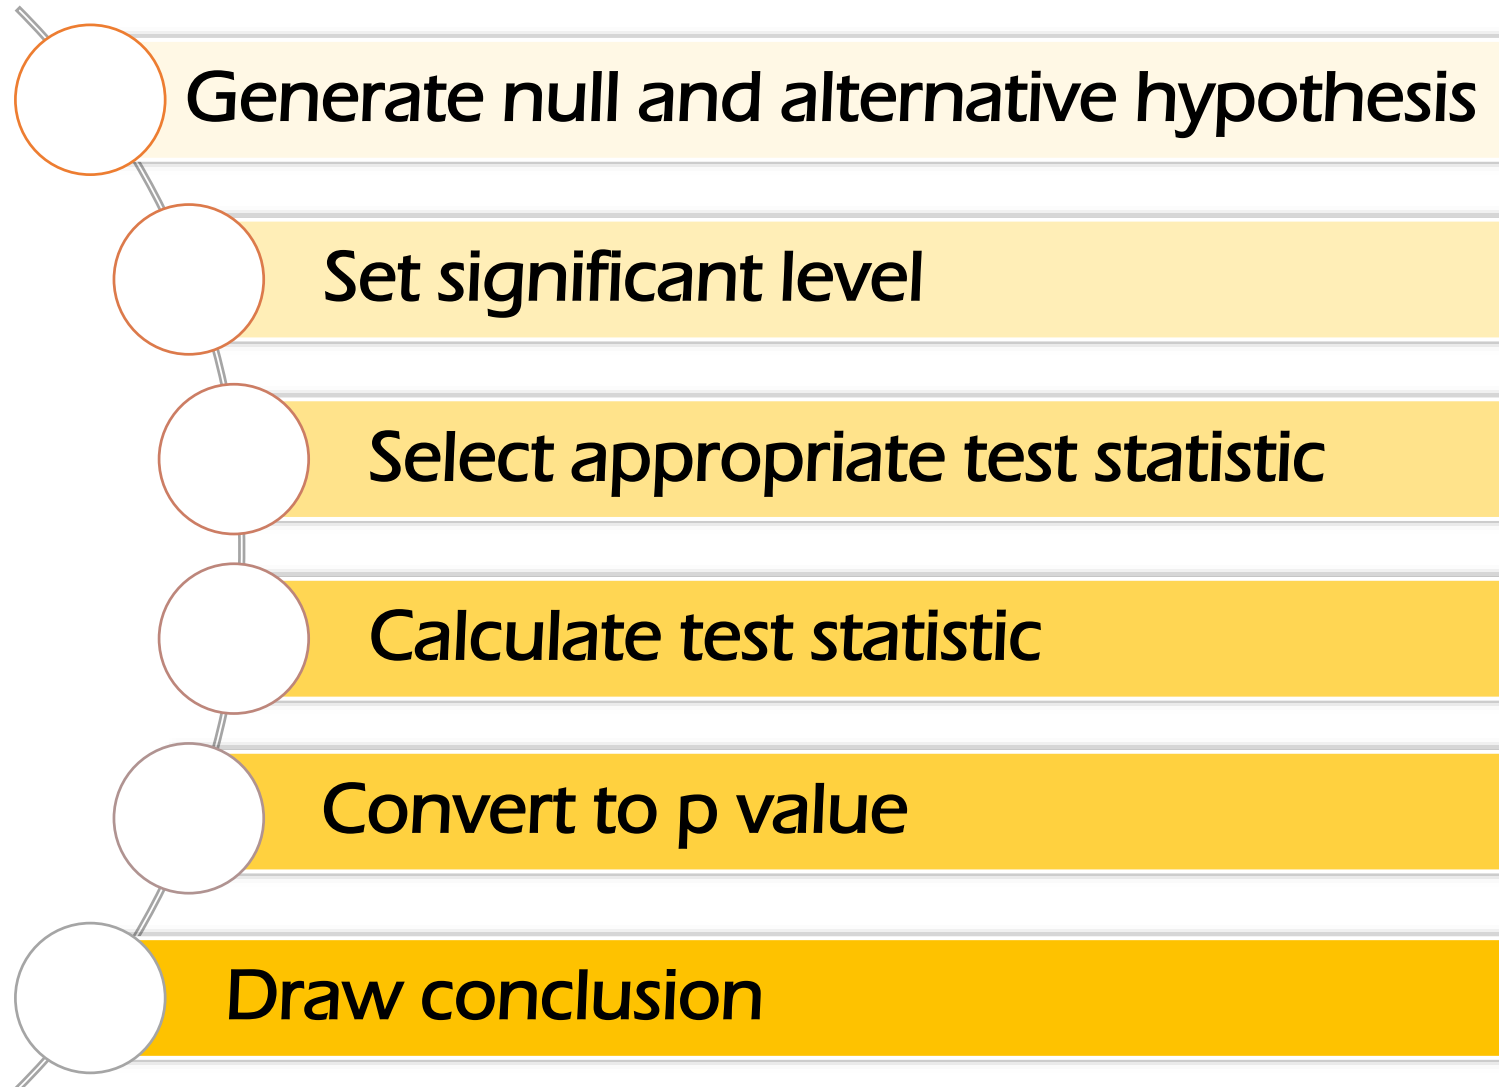 Generate null and alternative hypothesis
Set significant level
Select appropriate test statistic
Calculate test statistic
Convert to p value
Draw conclusion